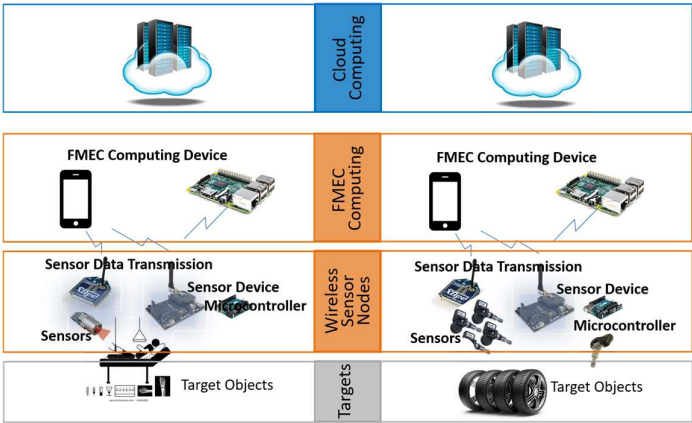 Cloud
Computing
FMEC Computing Device
FMEC
Computing
FMEC Computing Device
Sensor Data Transmission
Sensor Device
Microcontroller
Sensors
Wireless
Sensor
Nodes
Sensor Data Transmission
Sensor Device
Microcontroller
Sensors
Target Objects
Targets
Target Objects